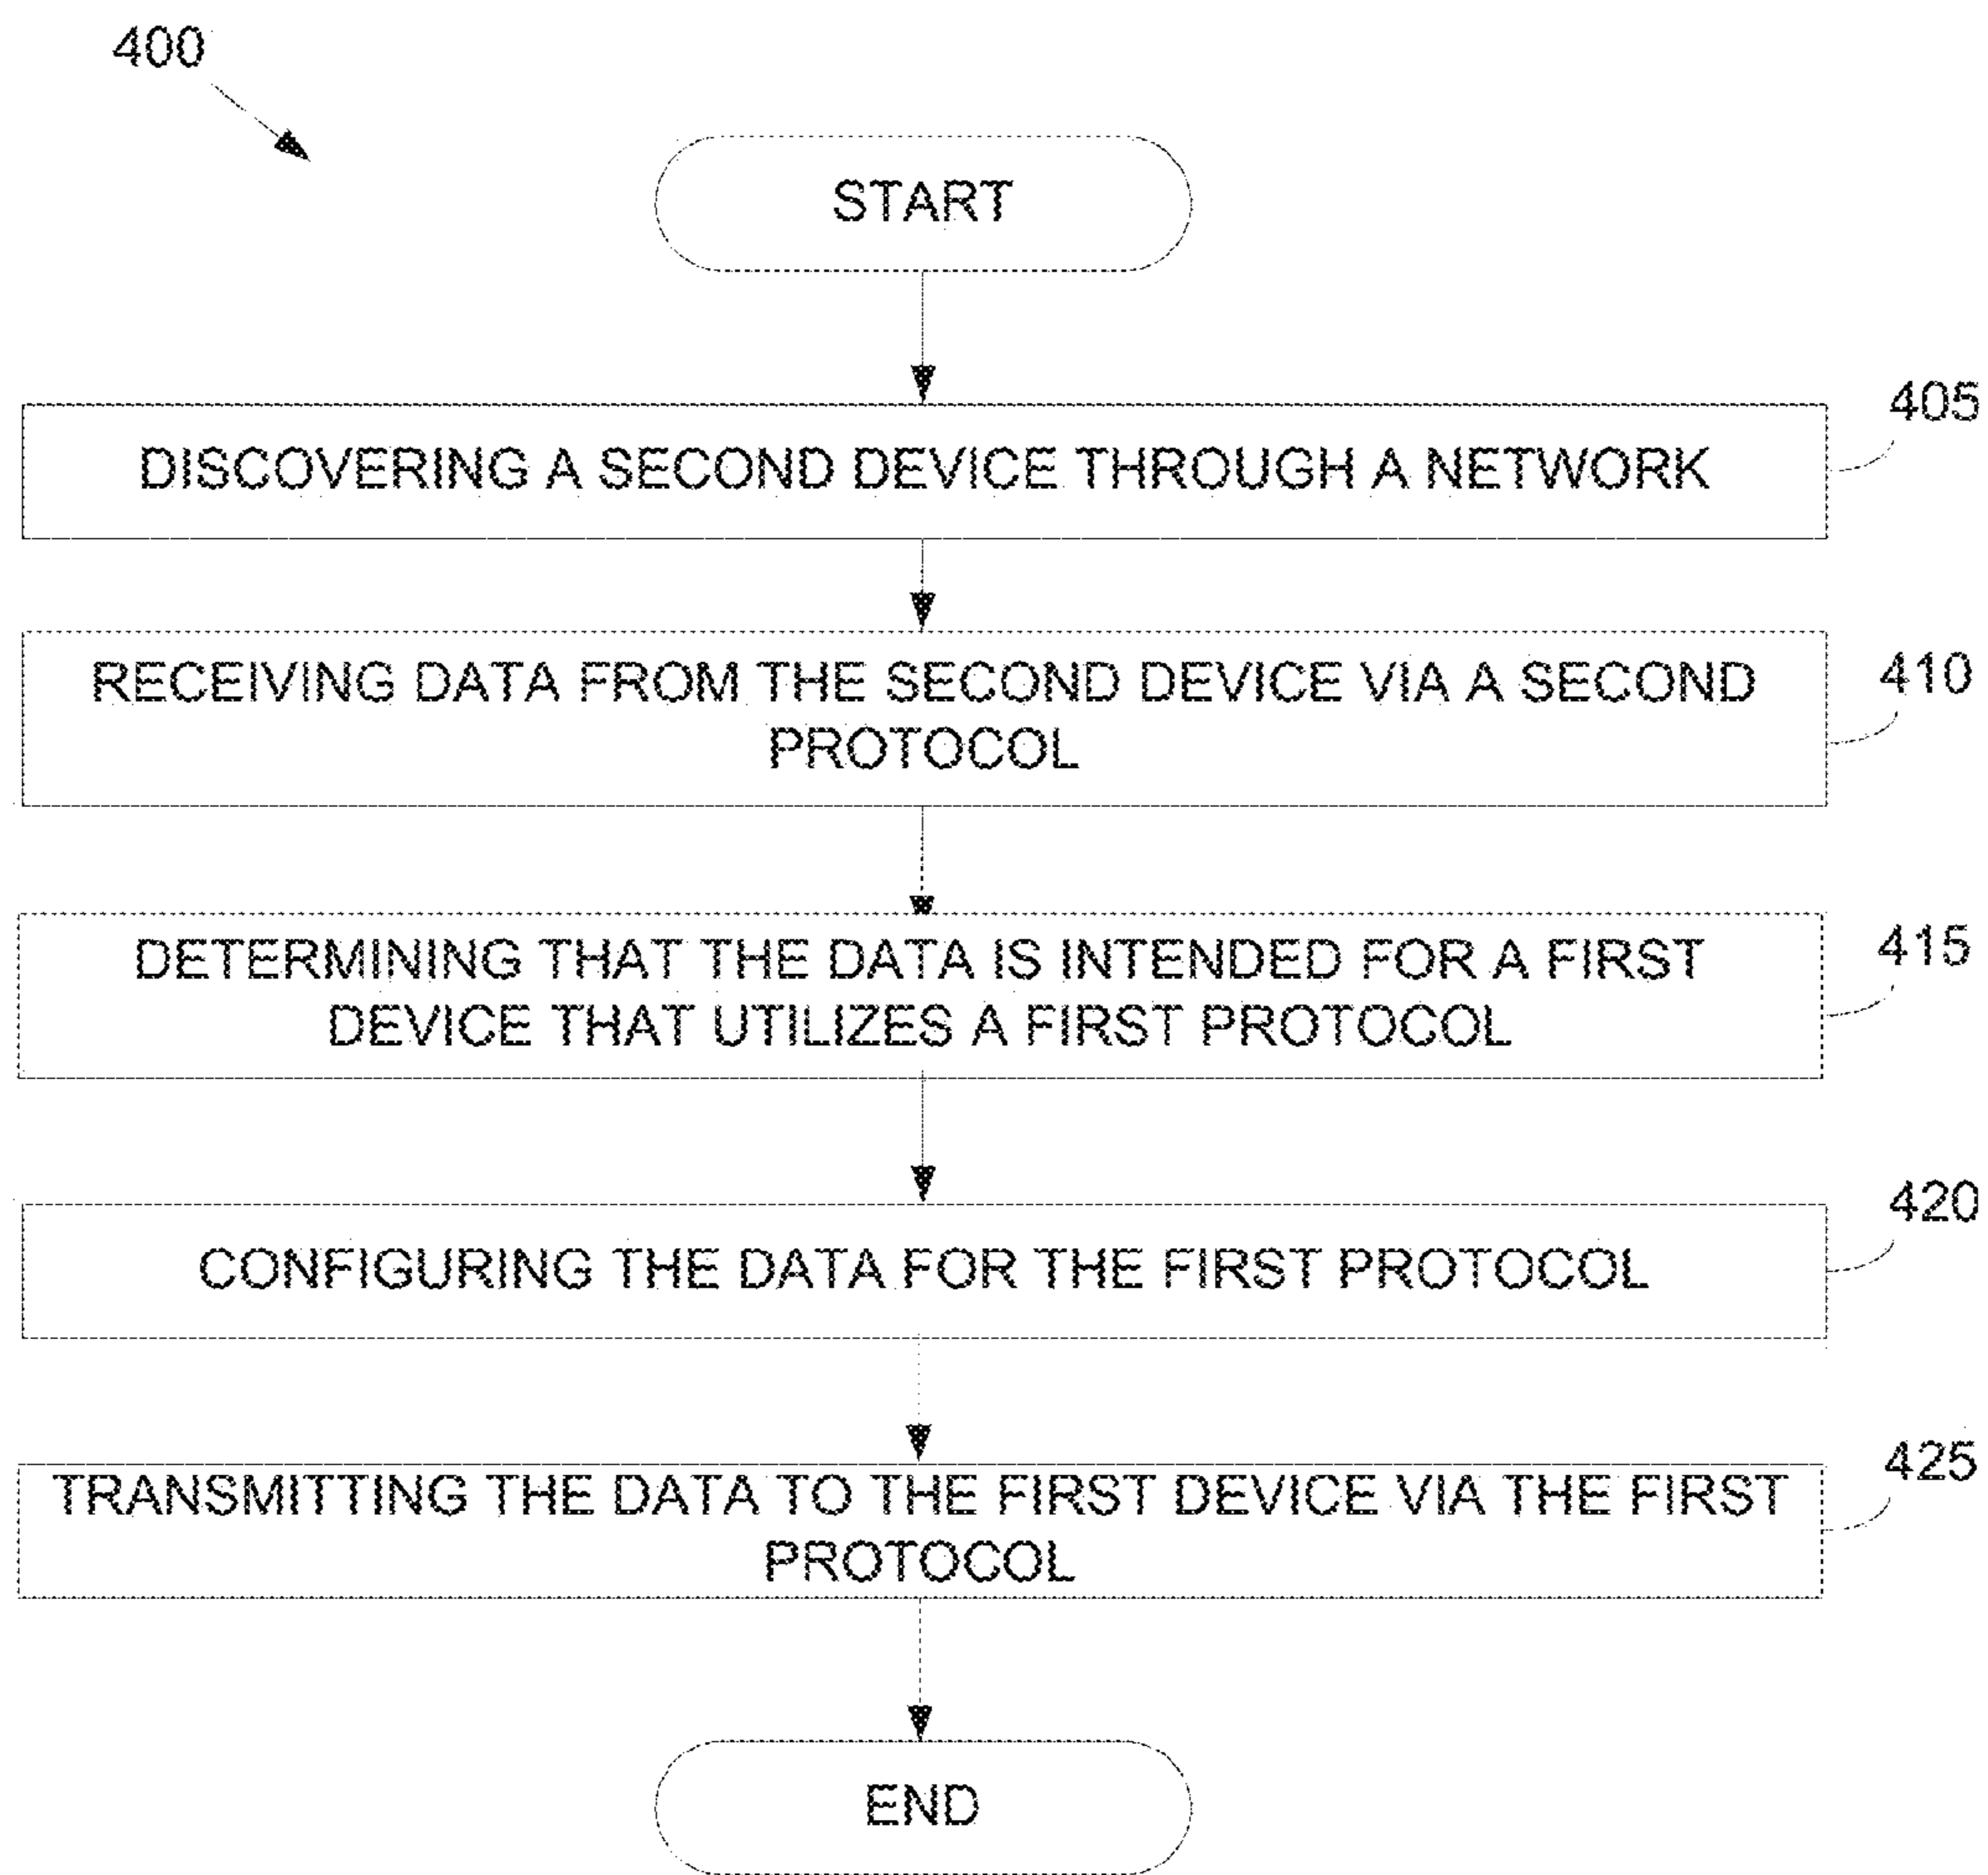 400
START
405
DISCOVERING A SECOND DEVICE THROUGH A NETWORK
410
RECEIVING DATA FROM THE SECOND DEVICE VIA A SECOND
PROTOCOL
415
DETERMINING THAT THE DATA IS INTENDED FOR A FIRST
DEVICE THAT UTILIZES A FIRST PROTOCOL
420
CONFIGURING THE DATA FOR THE FIRST PROTOCOL
425
TRANSMITTING THE DATA TO THE FIRST DEVICE VIA THE FIRST
PROTOCOL
END